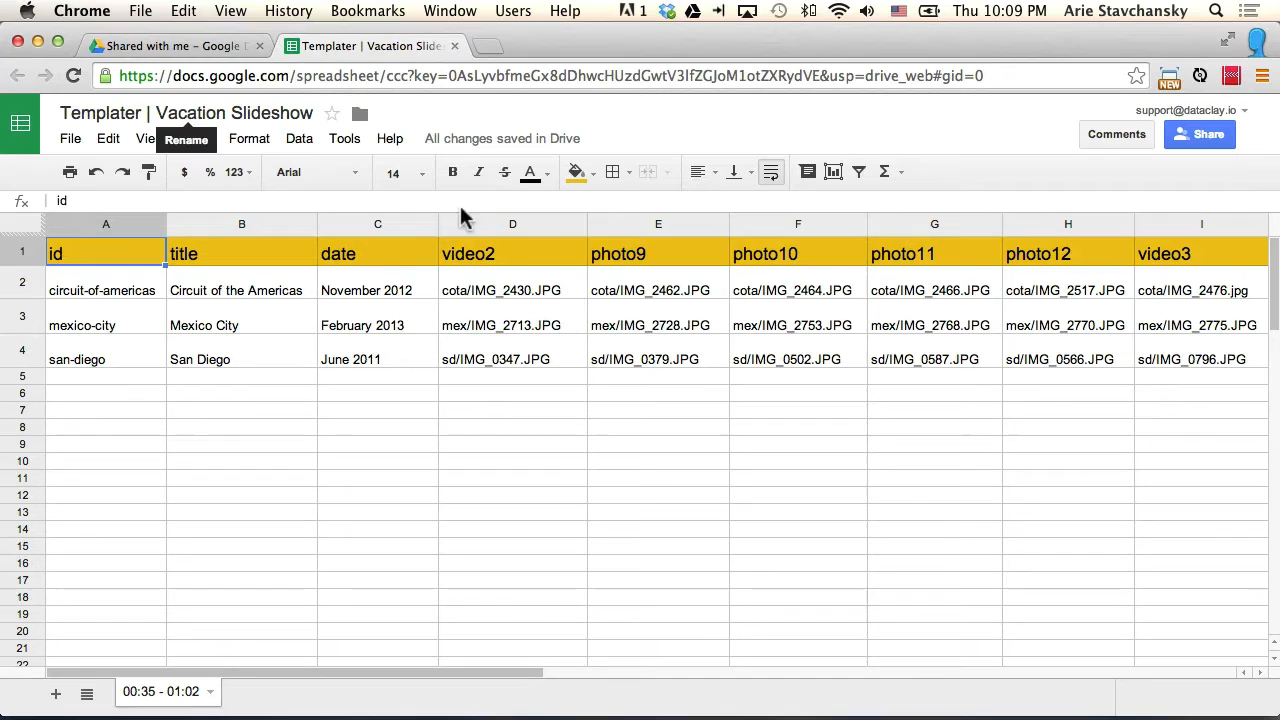 Chrome File Edit View History Bookmarks Window Users Help 1 Thu 10:09 PM Arie Stavchansky
Shared with me – Google D × Templater | Vacation Slide ×
https://docs.google.com/spreadsheet/ccc?key=0AsLyvbfmeGx8dDhwcHUzdGwtV3lfZGJoM1otZXRydVE&usp=drive_web#gid=0
NEW
Templater | Vacation Slideshow
support@dataclay.io
File Edit Vie Rename Format Data Tools Help All changes saved in Drive
Comments Share
$ % 123 Arial 14 B I S A Σ
fx id
A B C D E F G H I
1 id title date video2 photo9 photo10 photo11 photo12 video3
2 circuit-of-americas Circuit of the Americas November 2012 cota/IMG_2430.JPG cota/IMG_2462.JPG cota/IMG_2464.JPG cota/IMG_2466.JPG cota/IMG_2517.JPG cota/IMG_2476.jpg
3 mexico-city Mexico City February 2013 mex/IMG_2713.JPG mex/IMG_2728.JPG mex/IMG_2753.JPG mex/IMG_2768.JPG mex/IMG_2770.JPG mex/IMG_2775.JPG
4 san-diego San Diego June 2011 sd/IMG_0347.JPG sd/IMG_0379.JPG sd/IMG_0502.JPG sd/IMG_0587.JPG sd/IMG_0566.JPG sd/IMG_0796.JPG
5
6
7
8
9
10
11
12
13
14
15
16
17
18
19
20
21
22
00:35 - 01:02